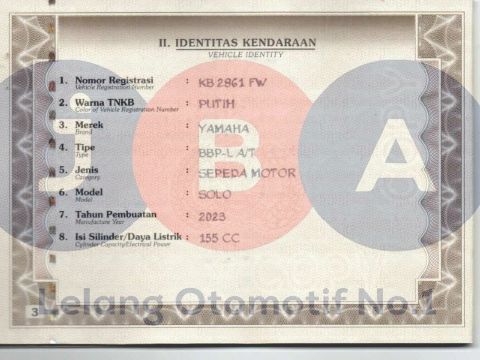 II. IDENTITAS KENDARAAN
VEHICLE IDENTITY
1. Nomor Registrasi : KB 2861 FW
Vehicle Registration Number
2. Warna TNKB : PUTIH
Color of Vehicle Registration Number
3. Merek : YAMAHA
Brand
4. Tipe : BBP-L A/T
Type
5. Jenis : SEPEDA MOTOR
Category
6. Model : SOLO
Model
7. Tahun Pembuatan : 2023
Manufacture Year
8. Isi Silinder/Daya Listrik : 155 CC
Cylinder Capacity/Electrical Power
JBA
Lelang Otomotif No.1
3